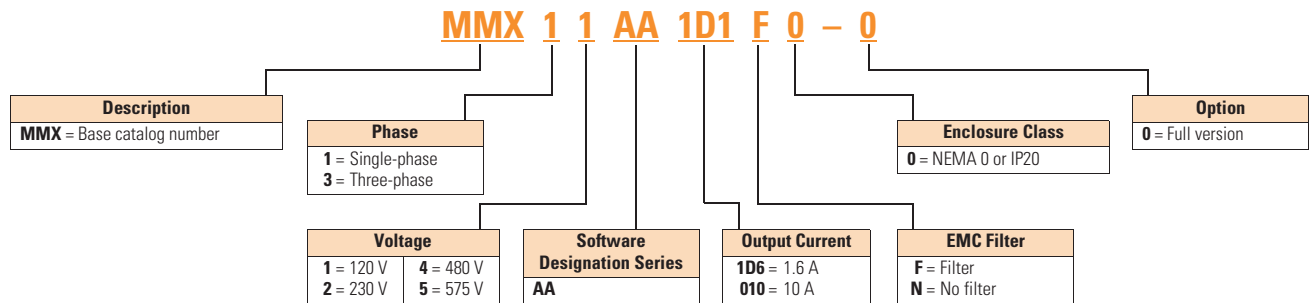 MMX 1 1 AA 1D1 F 0 – 0
Description
MMX = Base catalog number
Phase
1 = Single-phase
3 = Three-phase
Enclosure Class
0 = NEMA 0 or IP20
Option
0 = Full version
Voltage
1 = 120 V 4 = 480 V
2 = 230 V 5 = 575 V
Software
Designation Series
AA
Output Current
1D6 = 1.6 A
010 = 10 A
EMC Filter
F = Filter
N = No filter